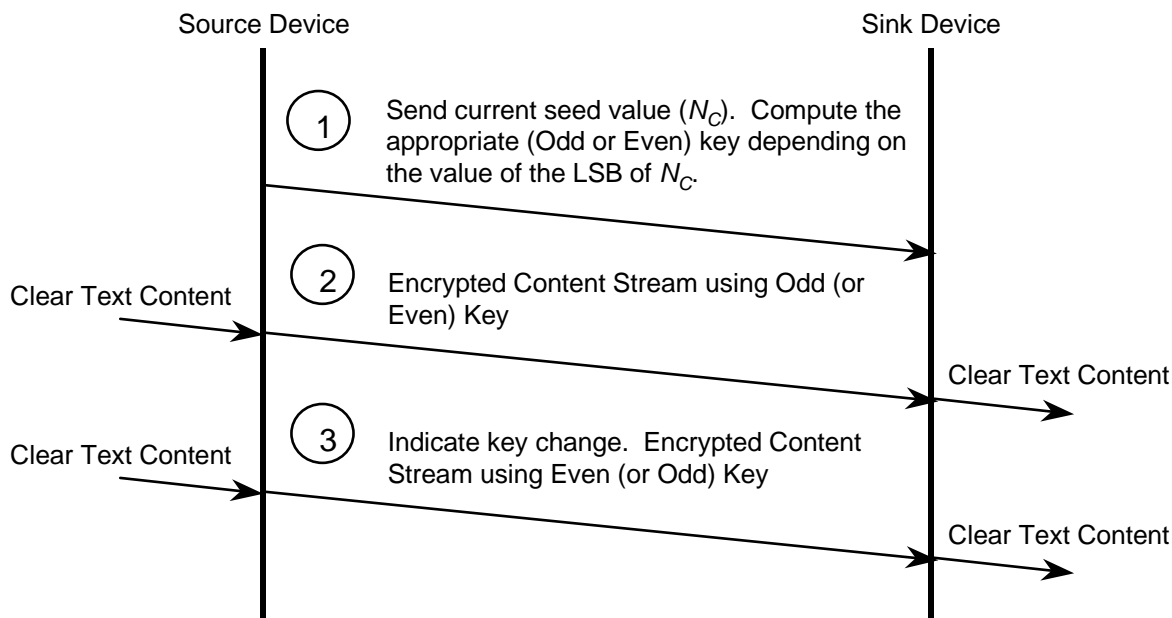 Source Device
Sink Device
1
Send current seed value (N_C). Compute the
appropriate (Odd or Even) key depending on
the value of the LSB of N_C.
2
Encrypted Content Stream using Odd (or
Even) Key
Clear Text Content
Clear Text Content
3
Indicate key change. Encrypted Content
Stream using Even (or Odd) Key
Clear Text Content
Clear Text Content